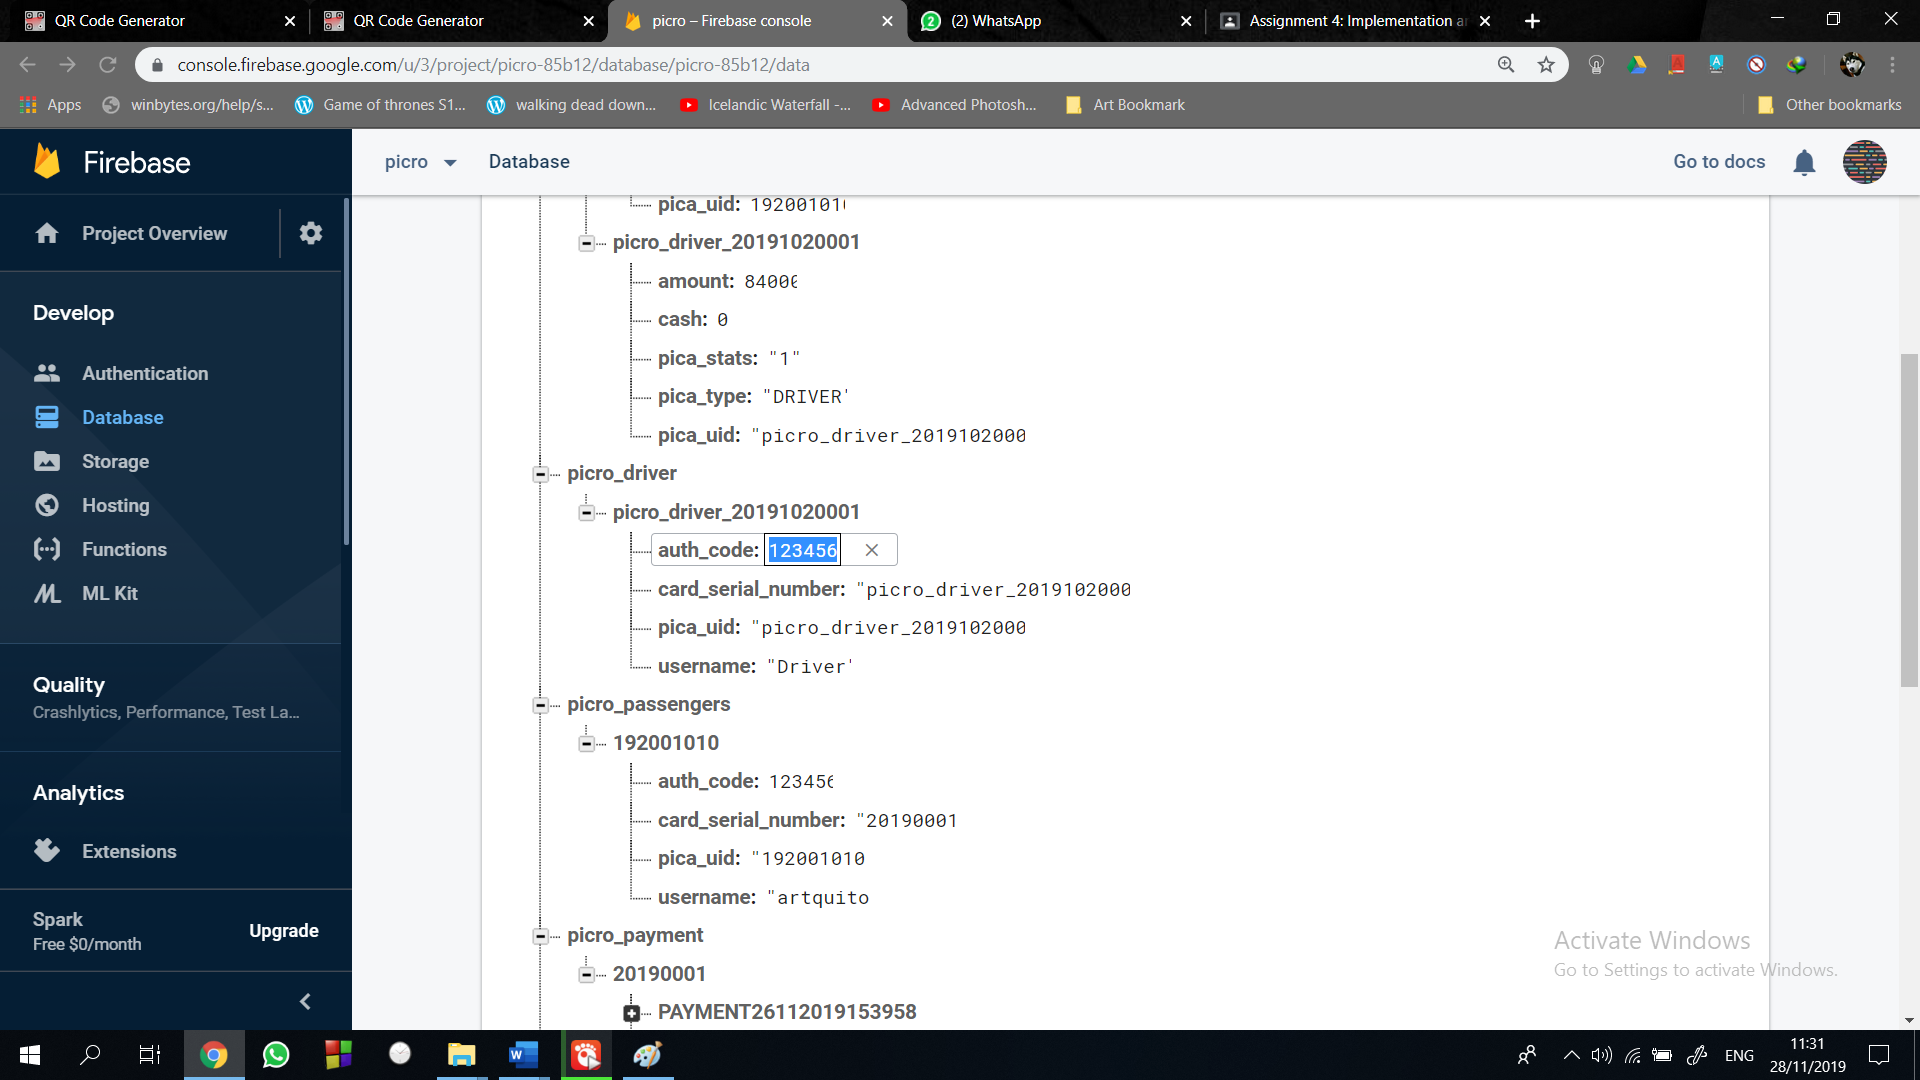 QR Code Generator
QR Code Generator
picro – Firebase console
(2) WhatsApp
Assignment 4: Implementation a
console.firebase.google.com/u/3/project/picro-85b12/database/picro-85b12/data
Apps
winbytes.org/help/s...
Game of thrones S1...
walking dead down...
Icelandic Waterfall -...
Advanced Photosh...
Art Bookmark
Other bookmarks
Firebase
picro
Database
Go to docs
Project Overview
Develop
Authentication
Database
Storage
Hosting
Functions
ML Kit
Quality
Crashlytics, Performance, Test La...
Analytics
Extensions
Spark
Free $0/month
Upgrade
pica_uid: 192001010
picro_driver_20191020001
amount: 84000
cash: 0
pica_stats: "1"
pica_type: "DRIVER"
pica_uid: "picro_driver_2019102000
picro_driver
picro_driver_20191020001
auth_code: 123456
card_serial_number: "picro_driver_2019102000
pica_uid: "picro_driver_2019102000
username: "Driver"
picro_passengers
192001010
auth_code: 123456
card_serial_number: "20190001
pica_uid: "192001010
username: "artquito
picro_payment
20190001
PAYMENT26112019153958
Activate Windows
Go to Settings to activate Windows.
ENG
11:31
28/11/2019